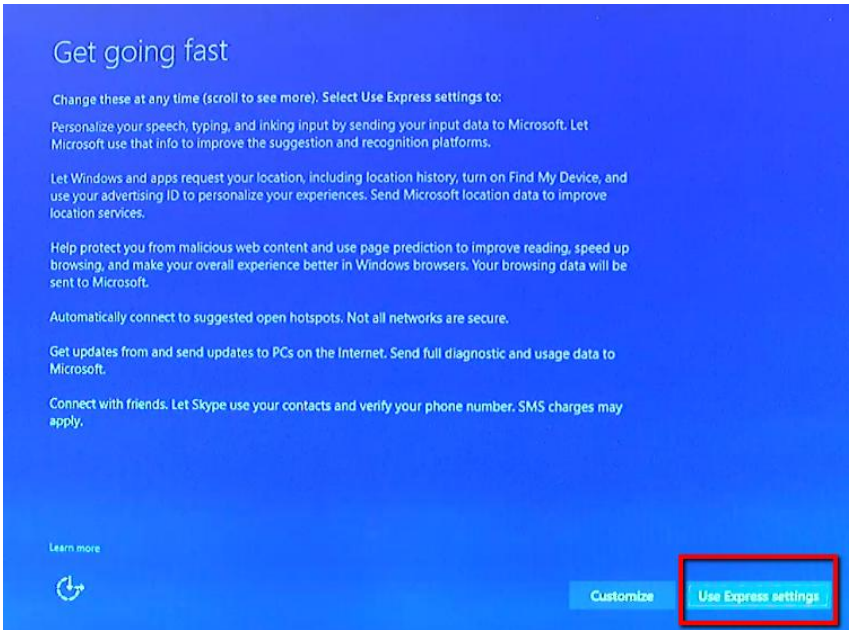 Get going fast
Change these at any time (scroll to see more). Select Use Express settings to:
Personalize your speech, typing, and inking input by sending your input data to Microsoft. Let
Microsoft use that info to improve the suggestion and recognition platforms.
Let Windows and apps request your location, including location history, turn on Find My Device, and
use your advertising ID to personalize your experiences. Send Microsoft location data to improve
location services.
Help protect you from malicious web content and use page prediction to improve reading, speed up
browsing, and make your overall experience better in Windows browsers. Your browsing data will be
sent to Microsoft.
Automatically connect to suggested open hotspots. Not all networks are secure.
Get updates from and send updates to PCs on the Internet. Send full diagnostic and usage data to
Microsoft.
Connect with friends. Let Skype use your contacts and verify your phone number. SMS charges may
apply.
Learn more
Customize
Use Express settings